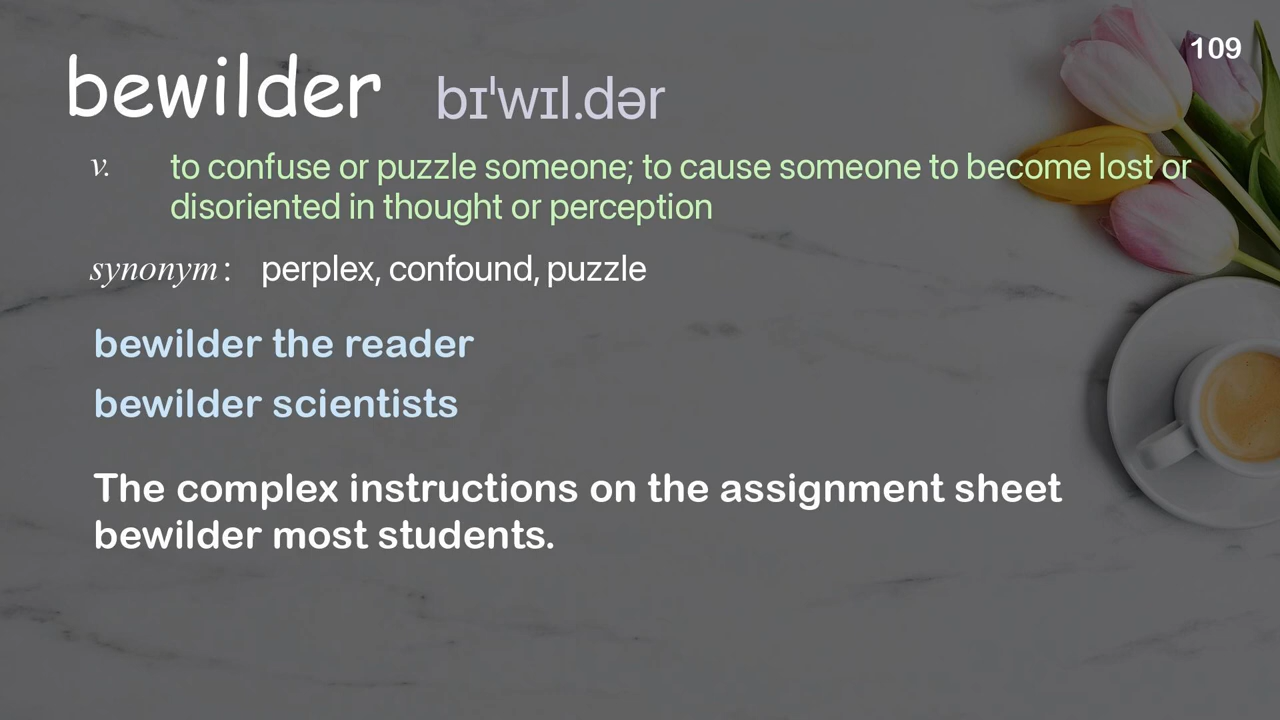 109
bewilder bɪˈwɪl.dər
v. to confuse or puzzle someone; to cause someone to become lost or
disoriented in thought or perception
synonym : perplex, confound, puzzle
bewilder the reader
bewilder scientists
The complex instructions on the assignment sheet
bewilder most students.